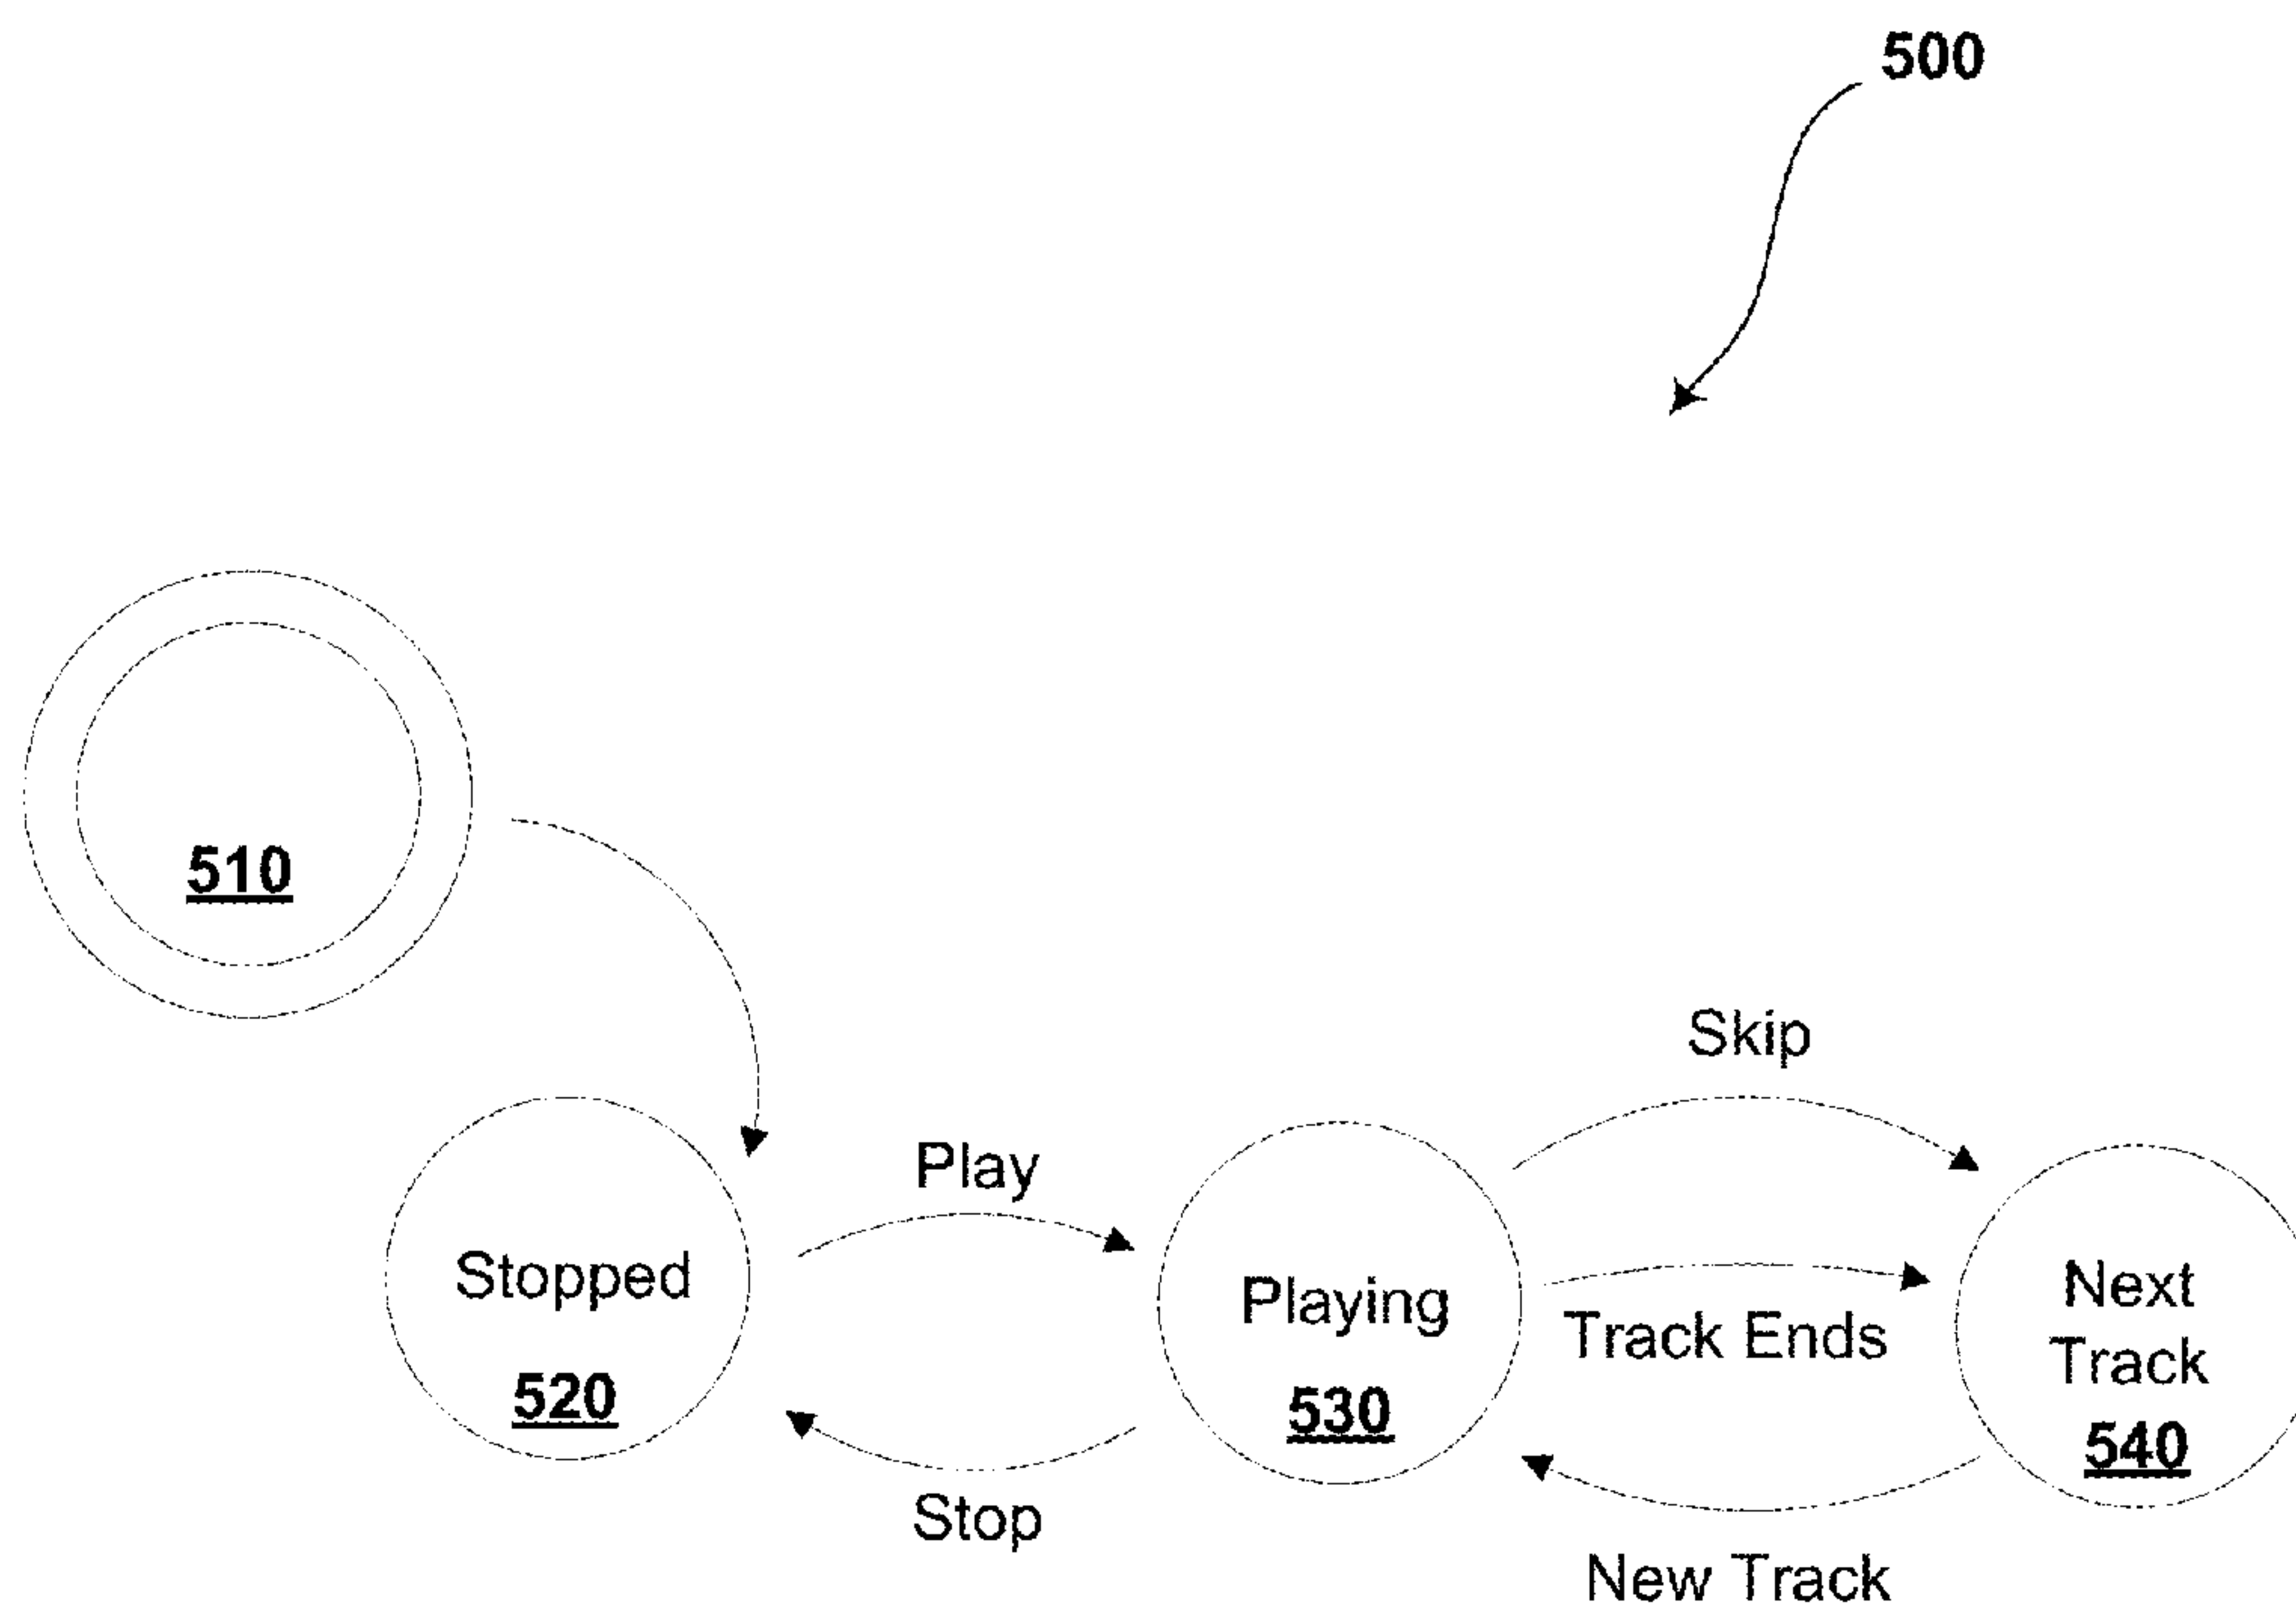 500
510
Skip
Play
Stopped
520
Playing
530
Track Ends
Next
Track
540
Stop
New Track